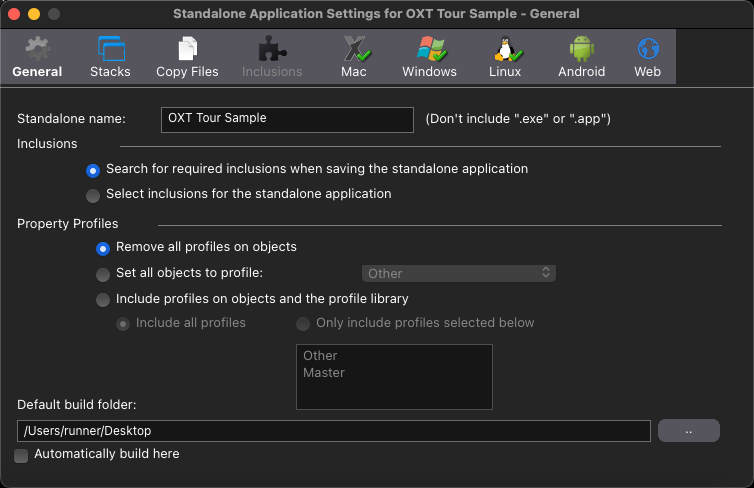 Standalone Application Settings for OXT Tour Sample - General
General Stacks Copy Files Inclusions Mac Windows Linux Android Web
Standalone name: OXT Tour Sample (Don't include ".exe" or ".app")
Inclusions
Search for required inclusions when saving the standalone application
Select inclusions for the standalone application
Property Profiles
Remove all profiles on objects
Set all objects to profile: Other
Include profiles on objects and the profile library
Include all profiles Only include profiles selected below
Other
Master
Default build folder:
/Users/runner/Desktop ..
Automatically build here